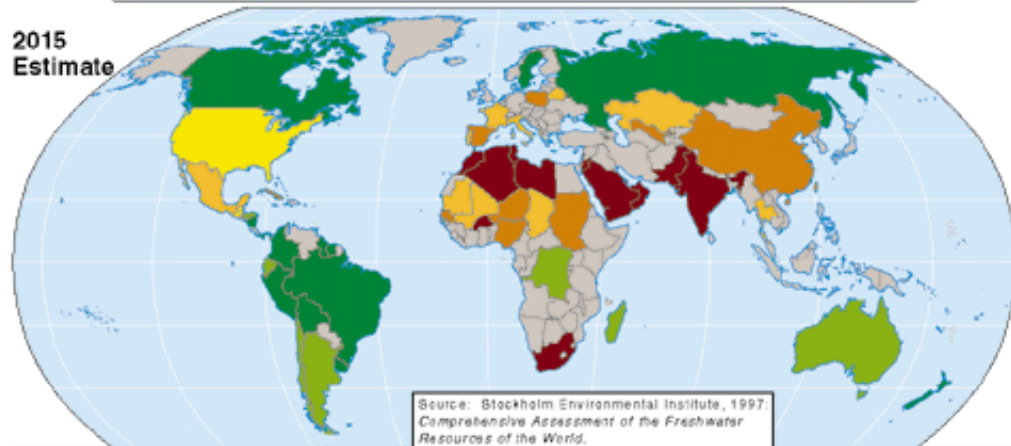 2015
Estimate
Source: Stockholm Environmental Institute, 1997:
Comprehensive Assessment of the Freshwater
Resources of the World.